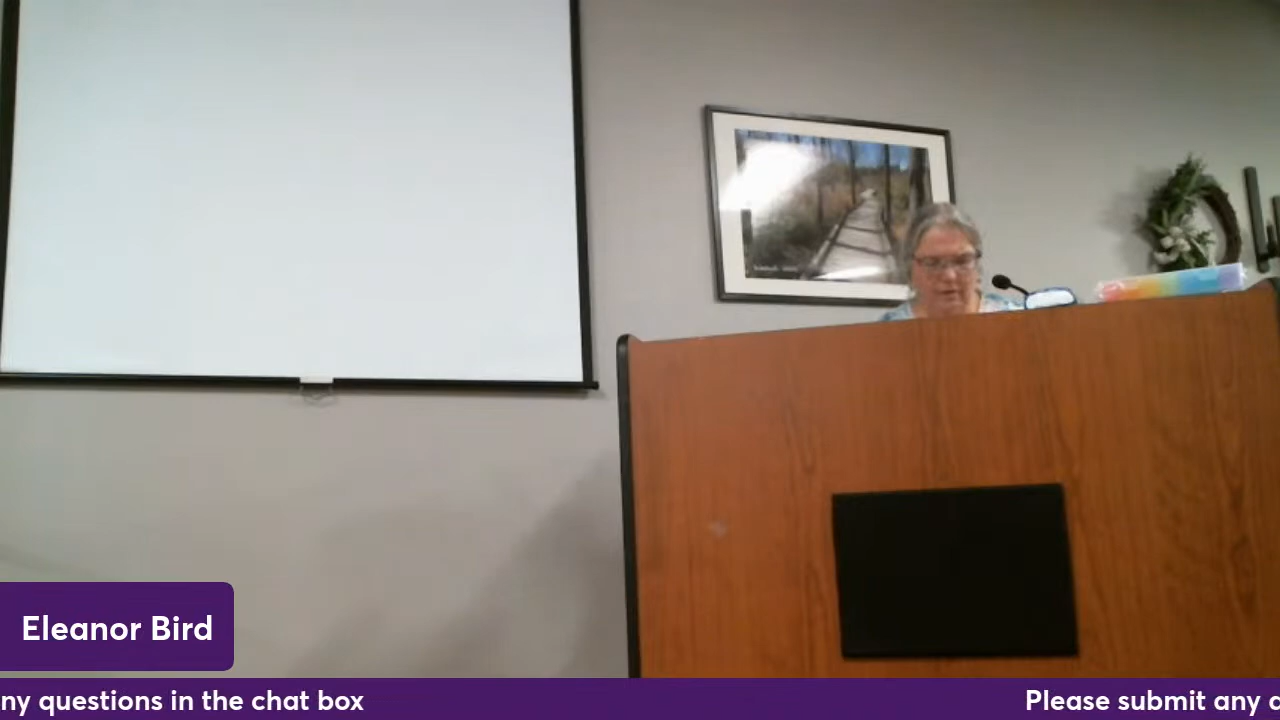 Eleanor Bird
ny questions in the chat box
Please submit any